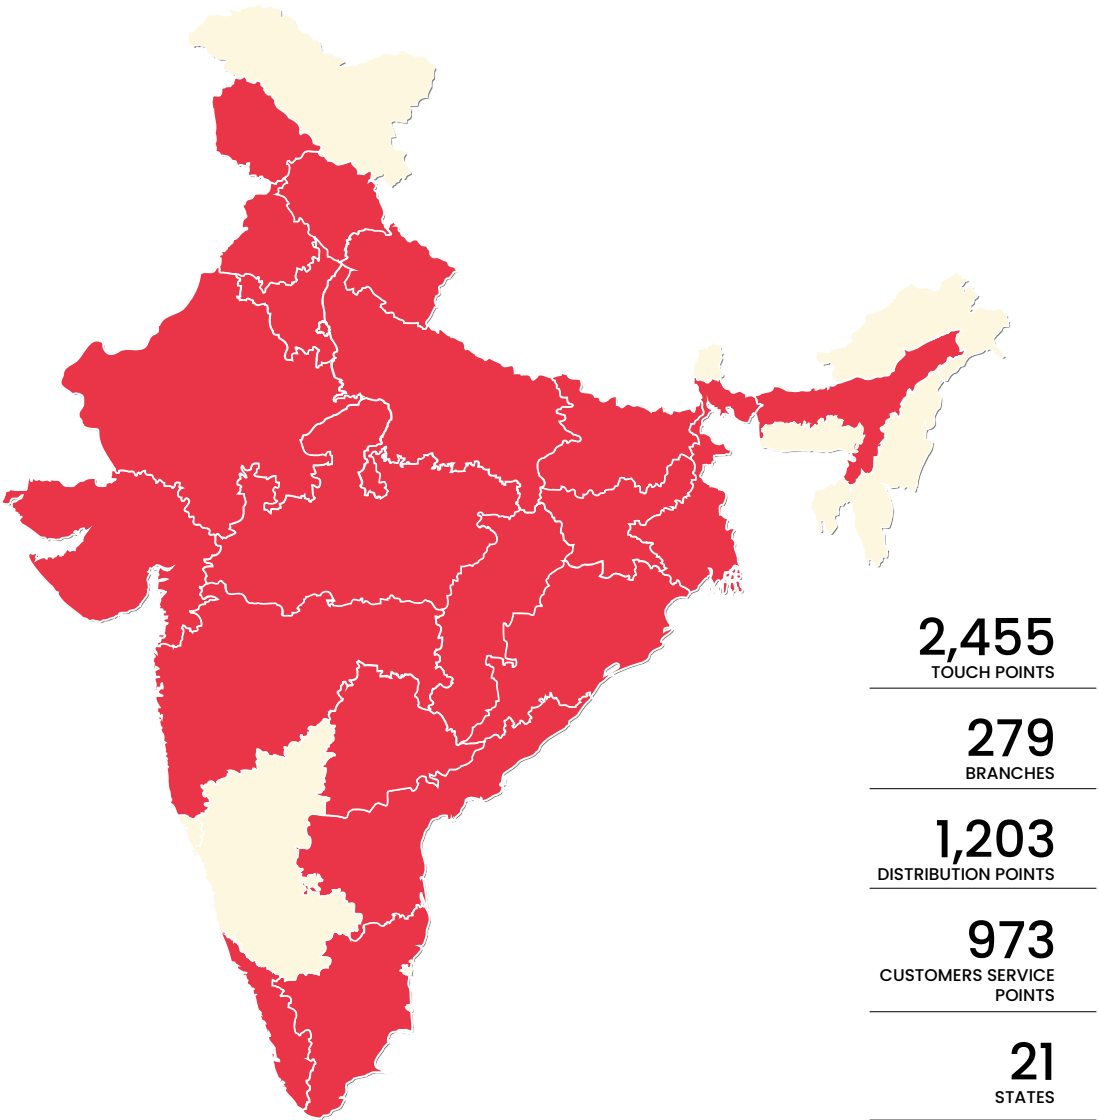 2,455
TOUCH POINTS
279
BRANCHES
1,203
DISTRIBUTION POINTS
973
CUSTOMERS SERVICE
POINTS
21
STATES